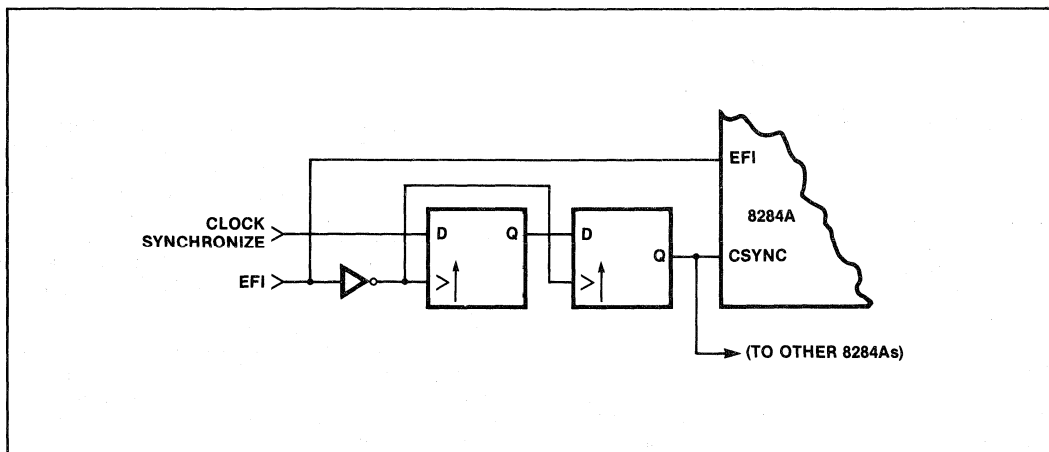 EFI
8284A
CLOCK
SYNCHRONIZE
D
Q
D
Q
CSYNC
EFI
(TO OTHER 8284As)